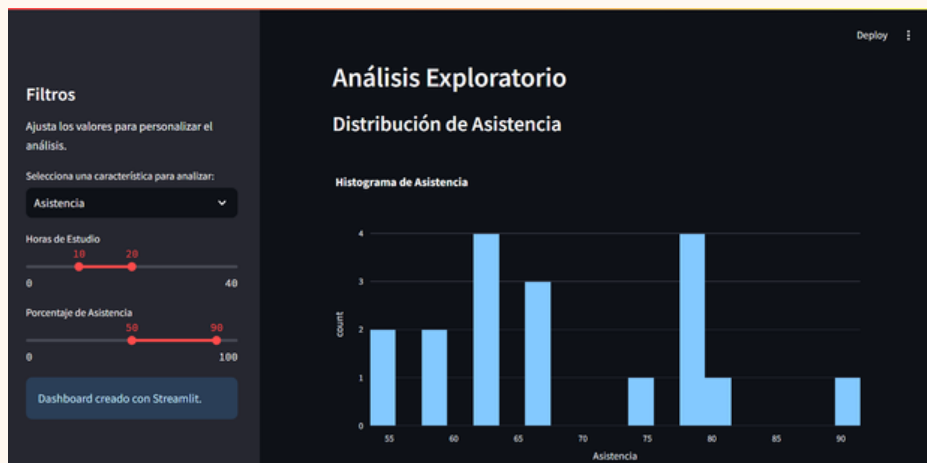 Deploy
Filtros
Ajusta los valores para personalizar el
análisis.
Selecciona una característica para analizar:
Asistencia
Horas de Estudio
10 20
0 40
Porcentaje de Asistencia
50 90
0 100
Dashboard creado con Streamlit.
Análisis Exploratorio
Distribución de Asistencia
Histograma de Asistencia
4
3
2
1
0
count
55 60 65 70 75 80 85 90
Asistencia